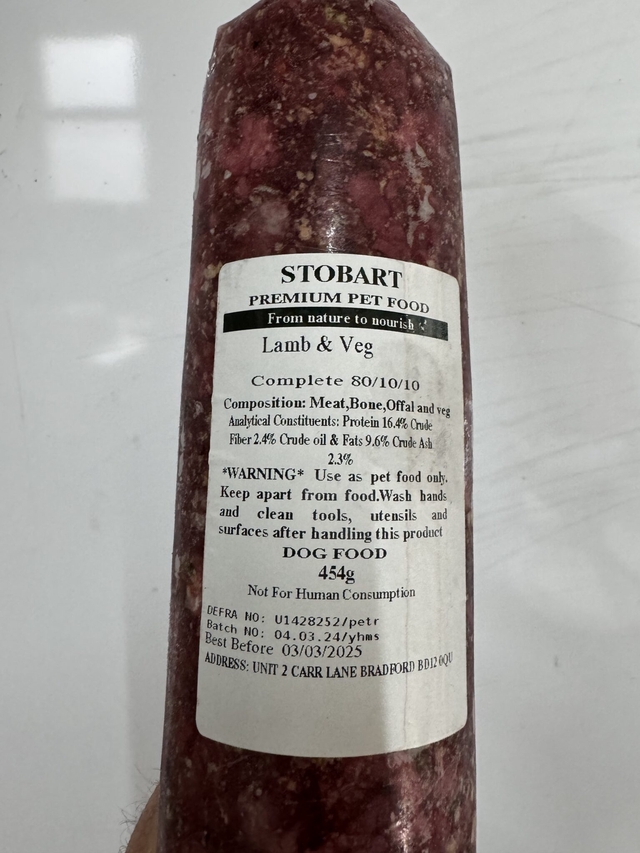 STOBART
PREMIUM PET FOOD
From nature to nourish
Lamb & Veg
Complete 80/10/10
Composition: Meat,Bone,Offal and veg
Analytical Constituents: Protein 16.4% Crude
Fiber 2.4% Crude oil & Fats 9.6% Crude Ash
2.3%
*WARNING* Use as pet food only.
Keep apart from food.Wash hands
and clean tools, utensils and
surfaces after handling this product
DOG FOOD
454g
Not For Human Consumption
DEFRA NO: U1428252/petr
Batch NO: 04.03.24/yhms
Best Before 03/03/2025
ADDRESS: UNIT 2 CARR LANE BRADFORD BD12 0QU